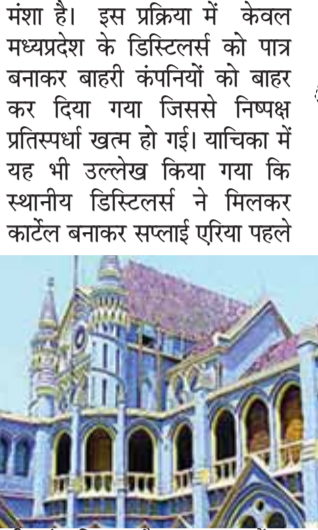 मंशा है। इस प्रक्रिया में केवल
मध्यप्रदेश के डिस्टिलर्स को पात्र
बनाकर बाहरी कंपनियों को बाहर
कर दिया गया जिससे निष्पक्ष
प्रतिस्पर्धा खत्म हो गई। याचिका में
यह भी उल्लेख किया गया कि
स्थानीय डिस्टिलर्स ने मिलकर
कार्टेल बनाकर सप्लाई एरिया पहले